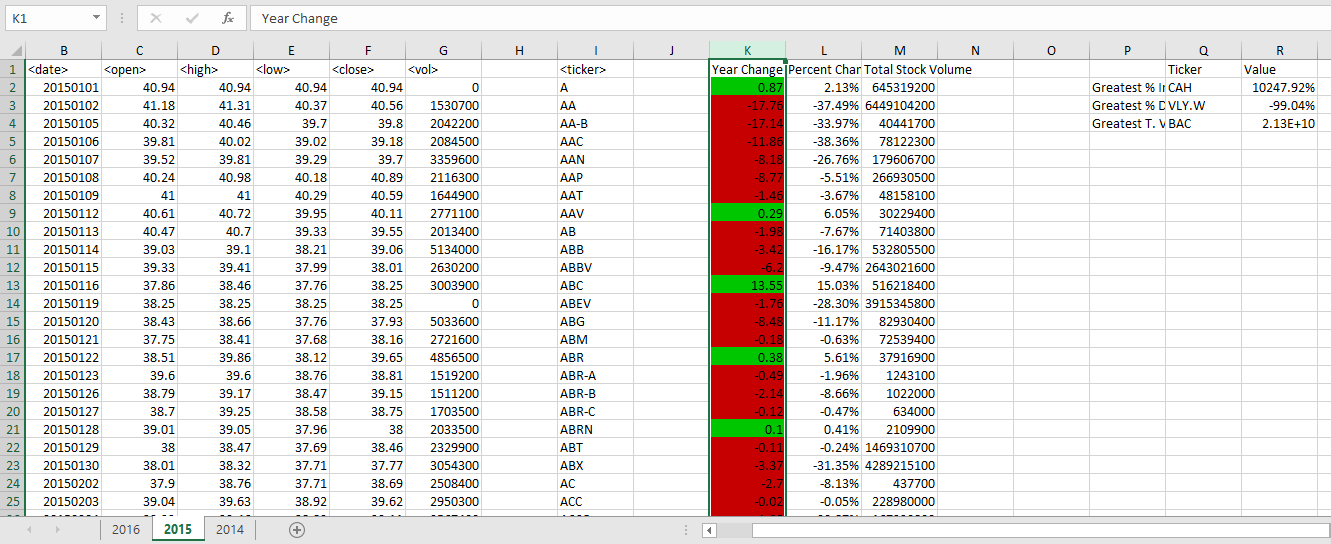 K1 fx Year Change
B C D E F G H I J K L M N O P Q R
1 <date> <open> <high> <low> <close> <vol> <ticker> Year Change Percent Chan Total Stock Volume Ticker Value
2 20150101 40.94 40.94 40.94 40.94 0 A 0.87 2.13% 645319200 Greatest % I CAH 10247.92%
3 20150102 41.18 41.31 40.37 40.56 1530700 AA -17.76 -37.49% 6449104200 Greatest % D VLY.W -99.04%
4 20150105 40.32 40.46 39.7 39.8 2042200 AA-B -17.14 -33.97% 40441700 Greatest T. V BAC 2.13E+10
5 20150106 39.81 40.02 39.02 39.18 2084500 AAC -11.86 -38.36% 78122300
6 20150107 39.52 39.81 39.29 39.7 3359600 AAN -8.18 -26.76% 179606700
7 20150108 40.24 40.98 40.18 40.89 2116300 AAP -8.77 -5.51% 266930500
8 20150109 41 41 40.29 40.59 1644900 AAT -1.46 -3.67% 48158100
9 20150112 40.61 40.72 39.95 40.11 2771100 AAV 0.29 6.05% 30229400
10 20150113 40.47 40.7 39.33 39.55 2013400 AB -1.98 -7.67% 71403800
11 20150114 39.03 39.1 38.21 39.06 5134000 ABB -3.42 -16.17% 532805500
12 20150115 39.33 39.41 37.99 38.01 2630200 ABBV -6.2 -9.47% 2643021600
13 20150116 37.86 38.46 37.76 38.25 3003900 ABC 13.55 15.03% 516218400
14 20150119 38.25 38.25 38.25 38.25 0 ABEV -1.76 -28.30% 3915345800
15 20150120 38.43 38.66 37.76 37.93 5033600 ABG -8.48 -11.17% 82930400
16 20150121 37.75 38.41 37.68 38.16 2721600 ABM -0.18 -0.63% 72539400
17 20150122 38.51 39.86 38.12 39.65 4856500 ABR 0.38 5.61% 37916900
18 20150123 39.6 39.6 38.76 38.81 1519200 ABR-A -0.49 -1.96% 1243100
19 20150126 38.79 39.17 38.47 39.15 1511200 ABR-B -2.14 -8.66% 1022000
20 20150127 38.7 39.25 38.58 38.75 1703500 ABR-C -0.12 -0.47% 634000
21 20150128 39.01 39.05 37.96 38 2033500 ABRN 0.1 0.41% 2109900
22 20150129 38 38.47 37.69 38.46 2329900 ABT -0.11 -0.24% 1469310700
23 20150130 38.01 38.32 37.71 37.77 3054300 ABX -3.37 -31.35% 4289215100
24 20150202 37.9 38.76 37.71 38.69 2508400 AC -2.7 -8.13% 437700
25 20150203 39.04 39.63 38.92 39.62 2950300 ACC -0.02 -0.05% 228980000
2016 2015 2014